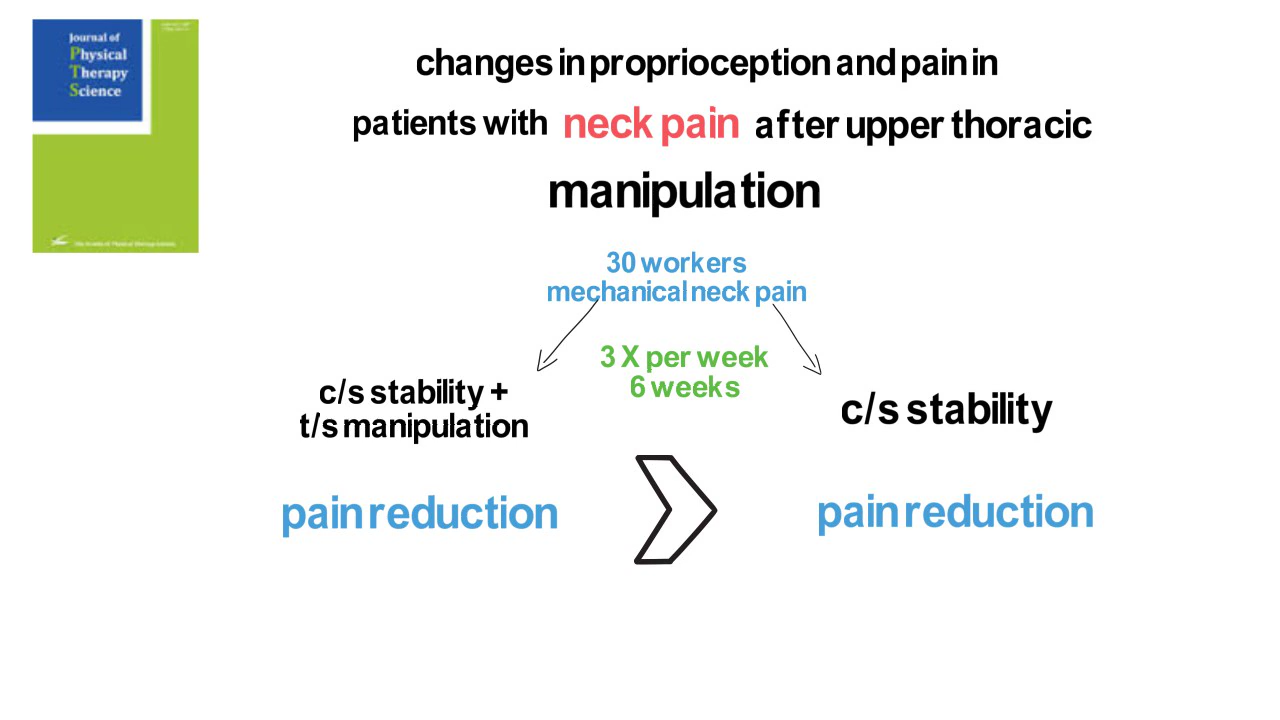 Journal of
Physical
Therapy
Science
changes in proprioception and pain in
patients with neck pain after upper thoracic
manipulation
30 workers
mechanical neck pain
3 X per week
6 weeks
c/s stability +
t/s manipulation
c/s stability
pain reduction
pain reduction